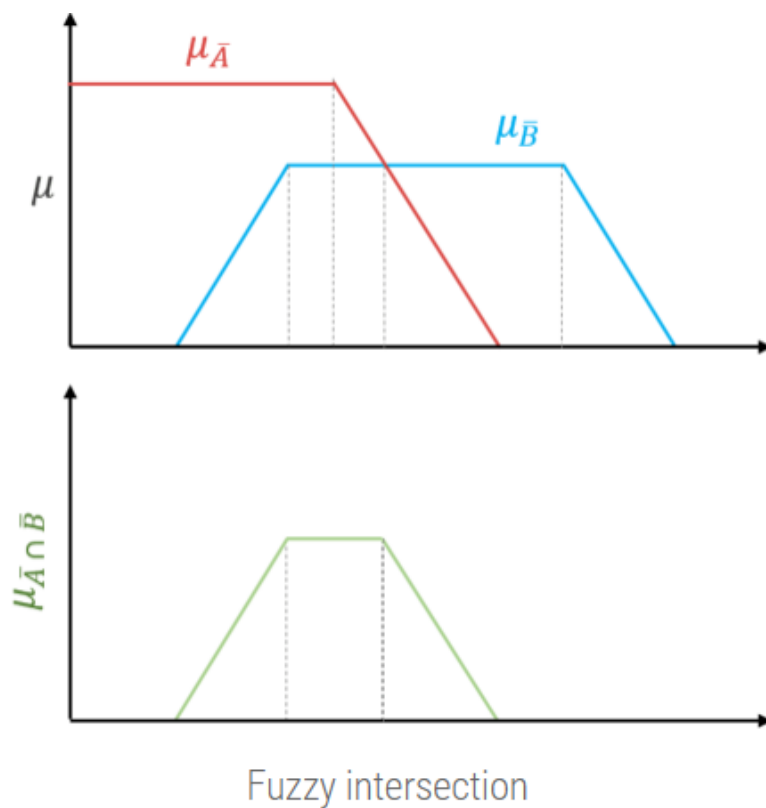 μ_Ā
μ_B̄
μ
μ_Ā ∩ B̄
Fuzzy intersection